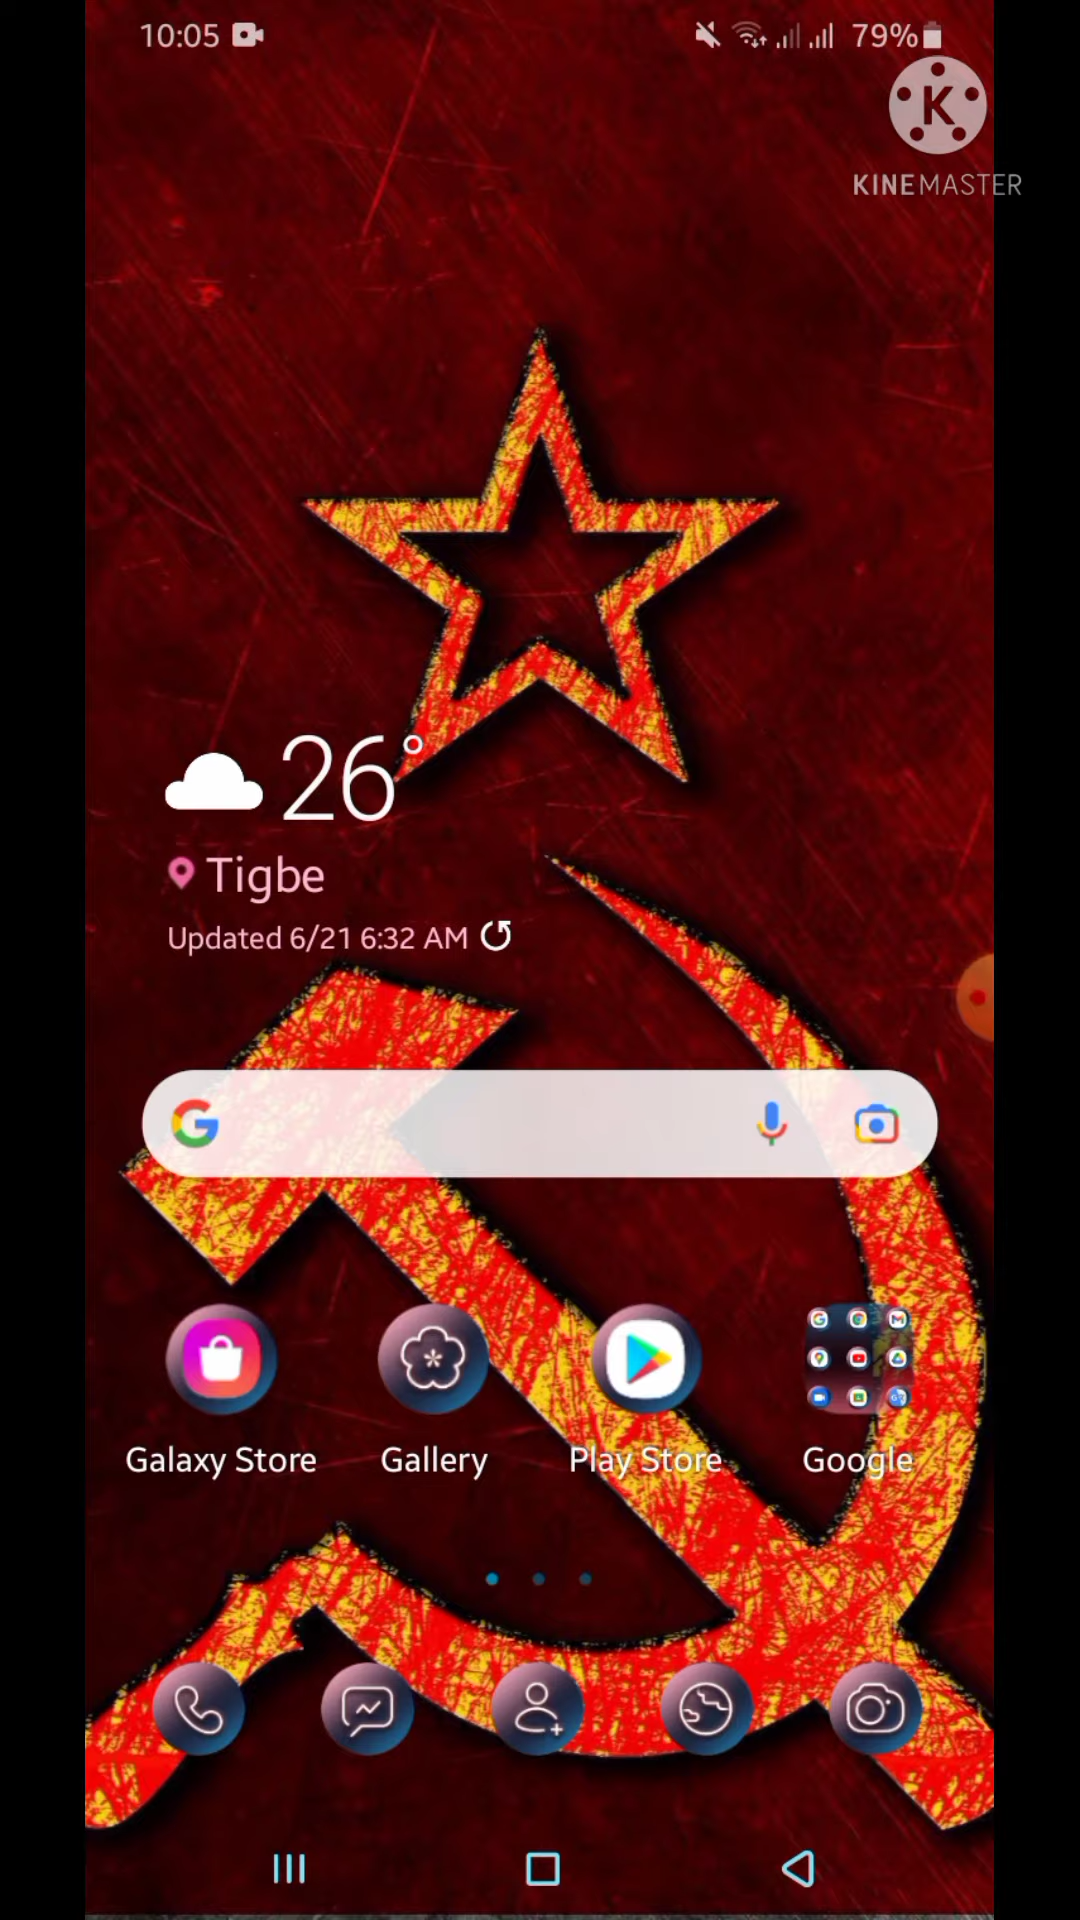 10:05
79%
K
KINEMASTER
26°
Tigbe
Updated 6/21 6:32 AM
Galaxy Store
Gallery
Play Store
Google